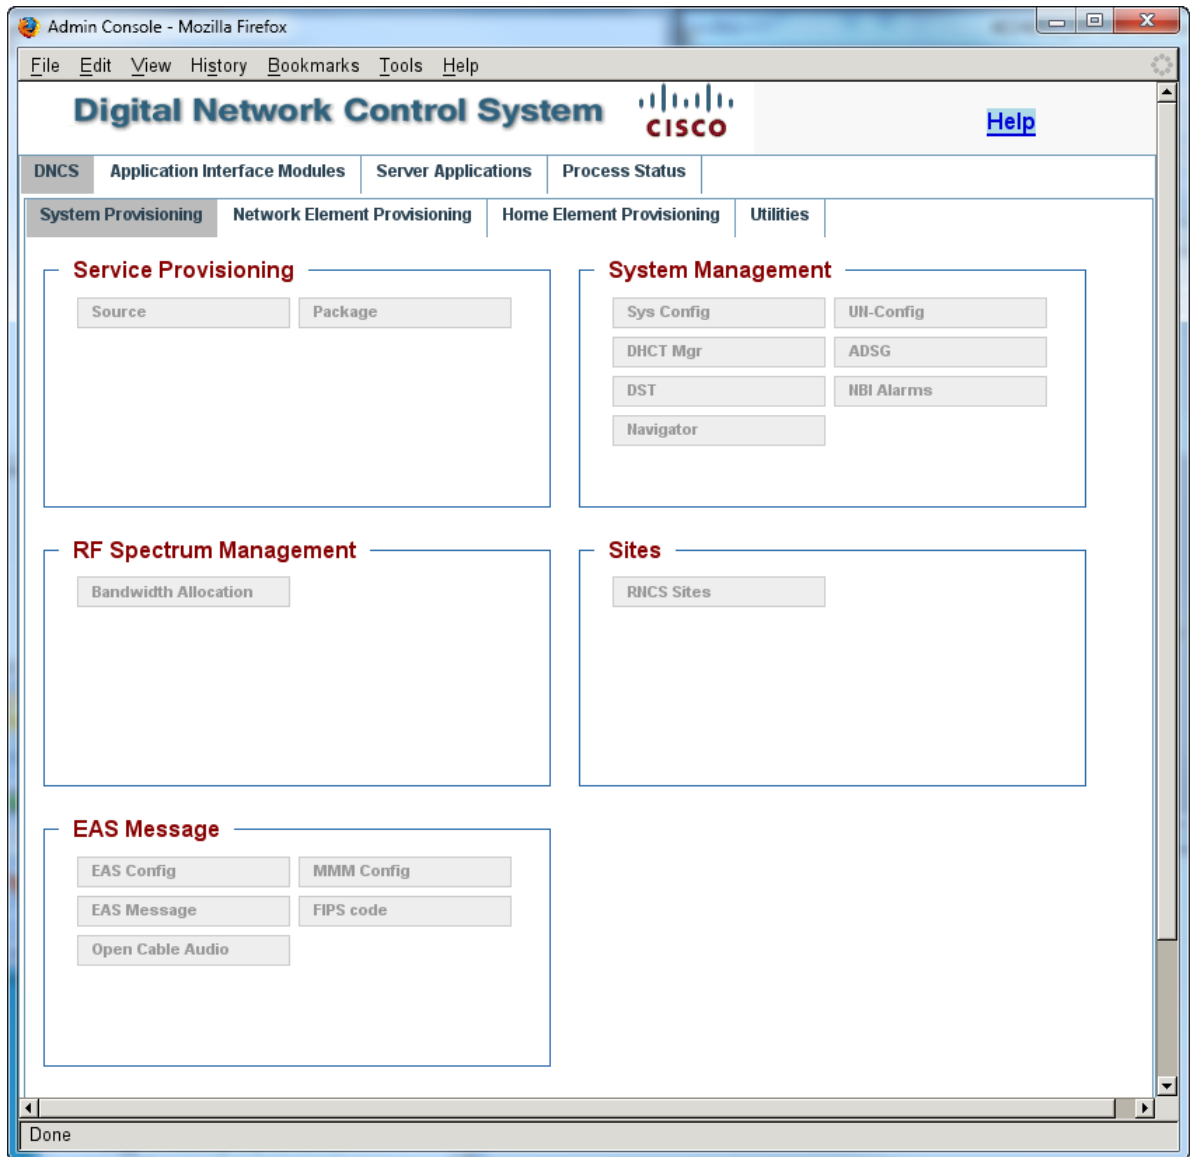 Admin Console - Mozilla Firefox
File Edit View History Bookmarks Tools Help
Digital Network Control System
CISCO
Help
DNCS Application Interface Modules Server Applications Process Status
System Provisioning Network Element Provisioning Home Element Provisioning Utilities
Service Provisioning
Source Package
System Management
Sys Config UN-Config
DHCT Mgr ADSG
DST NBI Alarms
Navigator
RF Spectrum Management
Bandwidth Allocation
Sites
RNCS Sites
EAS Message
EAS Config MMM Config
EAS Message FIPS code
Open Cable Audio
Done